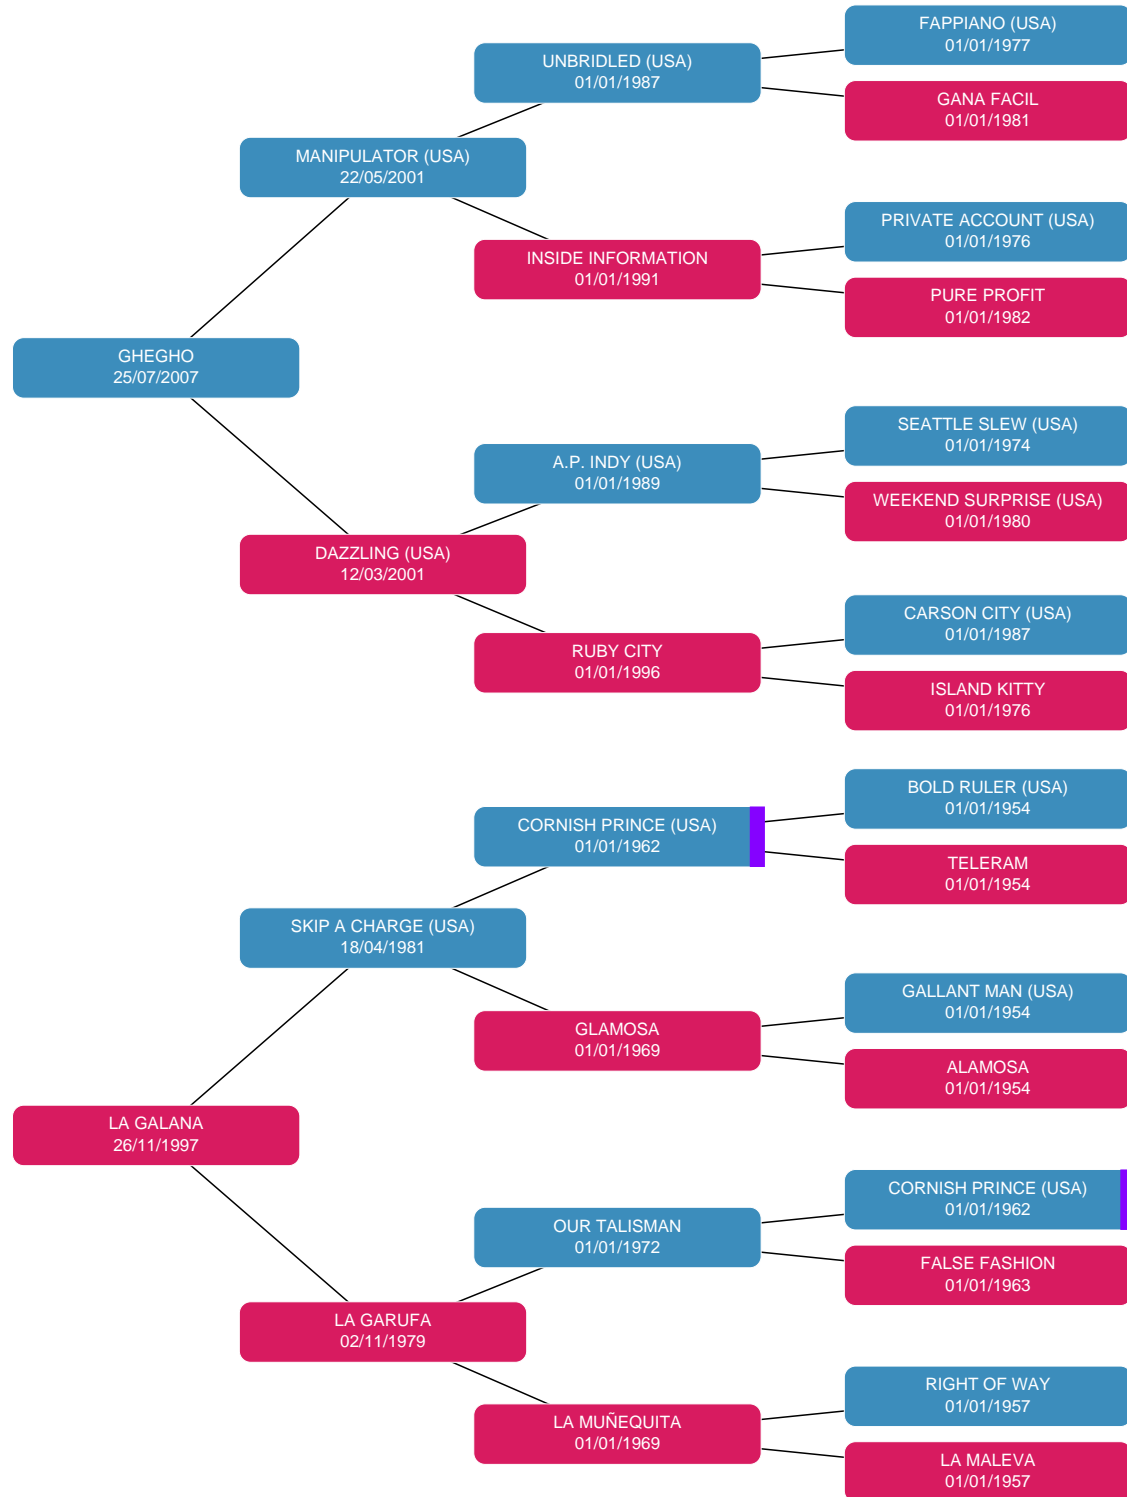 FAPPIANO (USA)
01/01/1977
UNBRIDLED (USA)
01/01/1987
GANA FACIL
01/01/1981
MANIPULATOR (USA)
22/05/2001
PRIVATE ACCOUNT (USA)
01/01/1976
INSIDE INFORMATION
01/01/1991
PURE PROFIT
01/01/1982
GHEGHO
25/07/2007
SEATTLE SLEW (USA)
01/01/1974
A.P. INDY (USA)
01/01/1989
WEEKEND SURPRISE (USA)
01/01/1980
DAZZLING (USA)
12/03/2001
CARSON CITY (USA)
01/01/1987
RUBY CITY
01/01/1996
ISLAND KITTY
01/01/1976
BOLD RULER (USA)
01/01/1954
CORNISH PRINCE (USA)
01/01/1962
TELERAM
01/01/1954
SKIP A CHARGE (USA)
18/04/1981
GALLANT MAN (USA)
01/01/1954
GLAMOSA
01/01/1969
ALAMOSA
01/01/1954
LA GALANA
26/11/1997
CORNISH PRINCE (USA)
01/01/1962
OUR TALISMAN
01/01/1972
FALSE FASHION
01/01/1963
LA GARUFA
02/11/1979
RIGHT OF WAY
01/01/1957
LA MUÑEQUITA
01/01/1969
LA MALEVA
01/01/1957